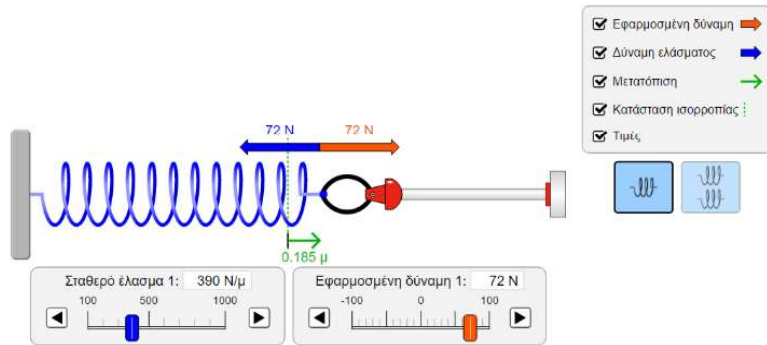 Εφαρμοσμένη δύναμη
Δύναμη ελάσματος
Μετατόπιση
Κατάσταση ισορροπίας
Τιμές
72 N 72 N
0.185 μ
Σταθερό έλασμα 1: 390 N/μ
100 500 1000
Εφαρμοσμένη δύναμη 1: 72 N
-100 0 100